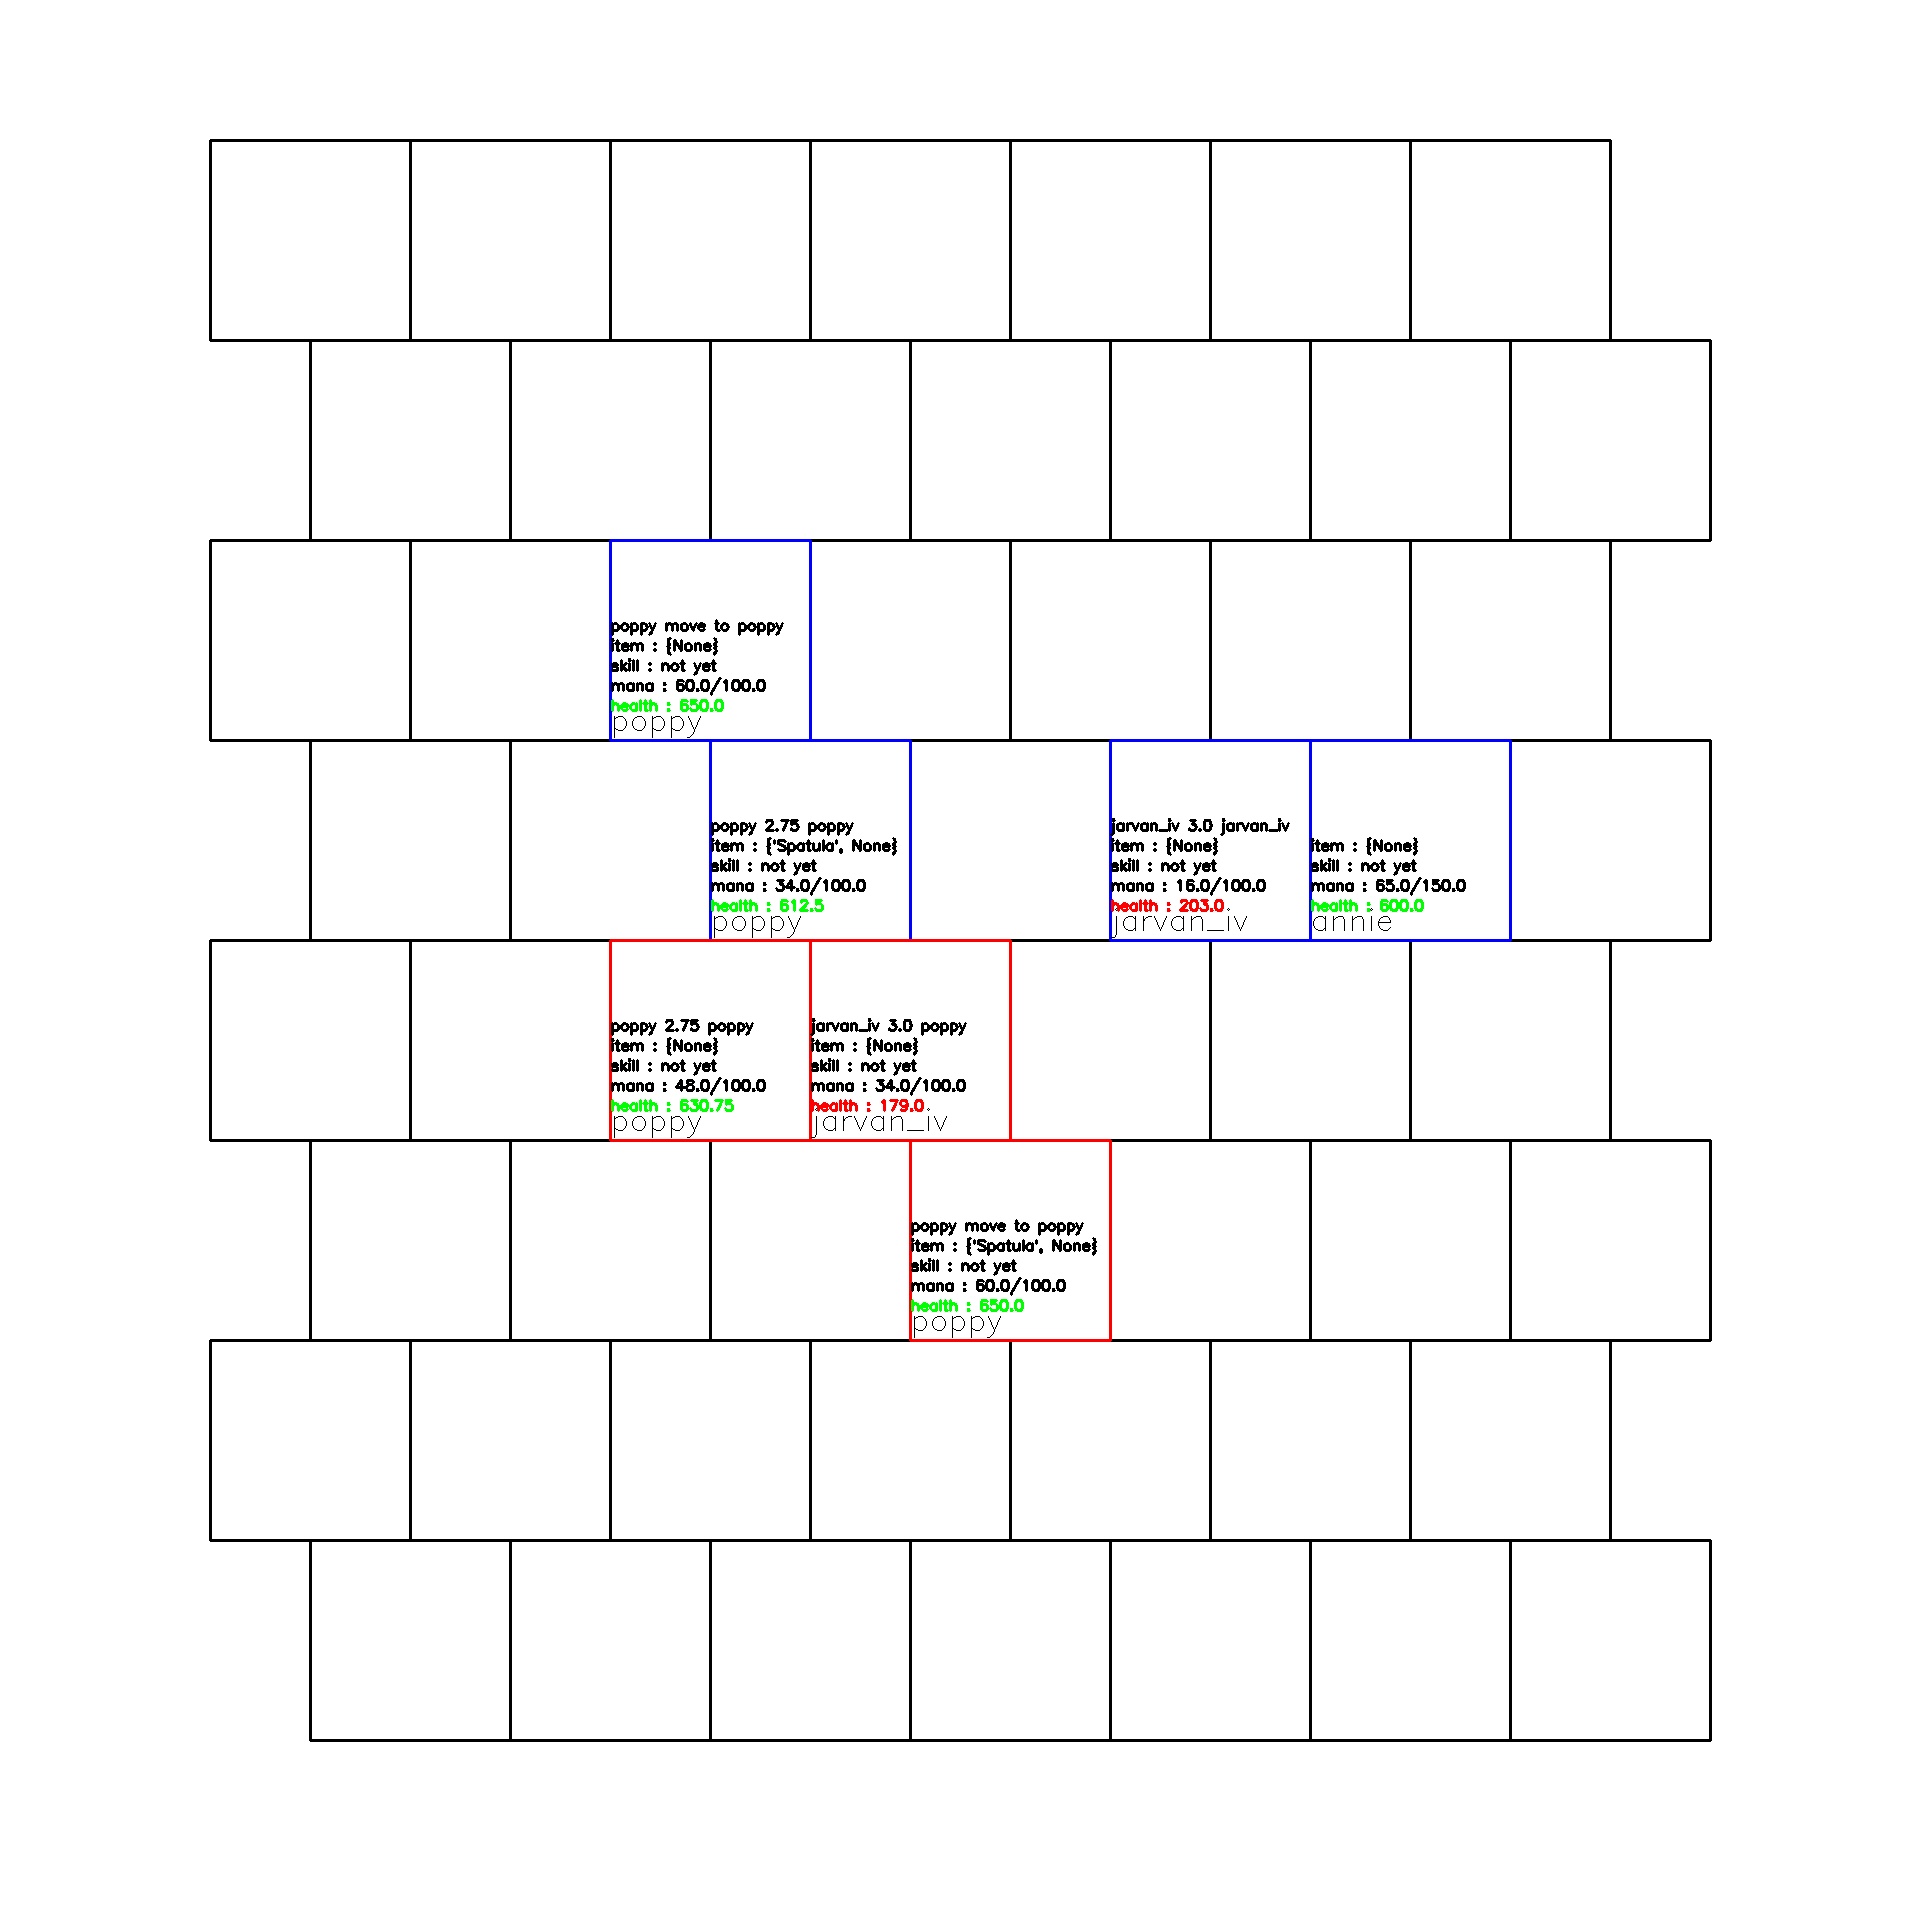 poppy move to poppy
item : {None}
skill : not yet
mana : 60.0/100.0
health : 650.0
poppy
poppy 2.75 poppy
item : {'Spatula', None}
skill : not yet
mana : 34.0/100.0
health : 612.5
poppy
jarvan_iv 3.0 jarvan_iv
item : {None}
skill : not yet
mana : 16.0/100.0
health : 203.0
jarvan_iv
item : {None}
skill : not yet
mana : 65.0/150.0
health : 600.0
annie
poppy 2.75 poppy
item : {None}
skill : not yet
mana : 48.0/100.0
health : 630.75
poppy
jarvan_iv 3.0 poppy
item : {None}
skill : not yet
mana : 34.0/100.0
health : 179.0
jarvan_iv
poppy move to poppy
item : {'Spatula', None}
skill : not yet
mana : 60.0/100.0
health : 650.0
poppy